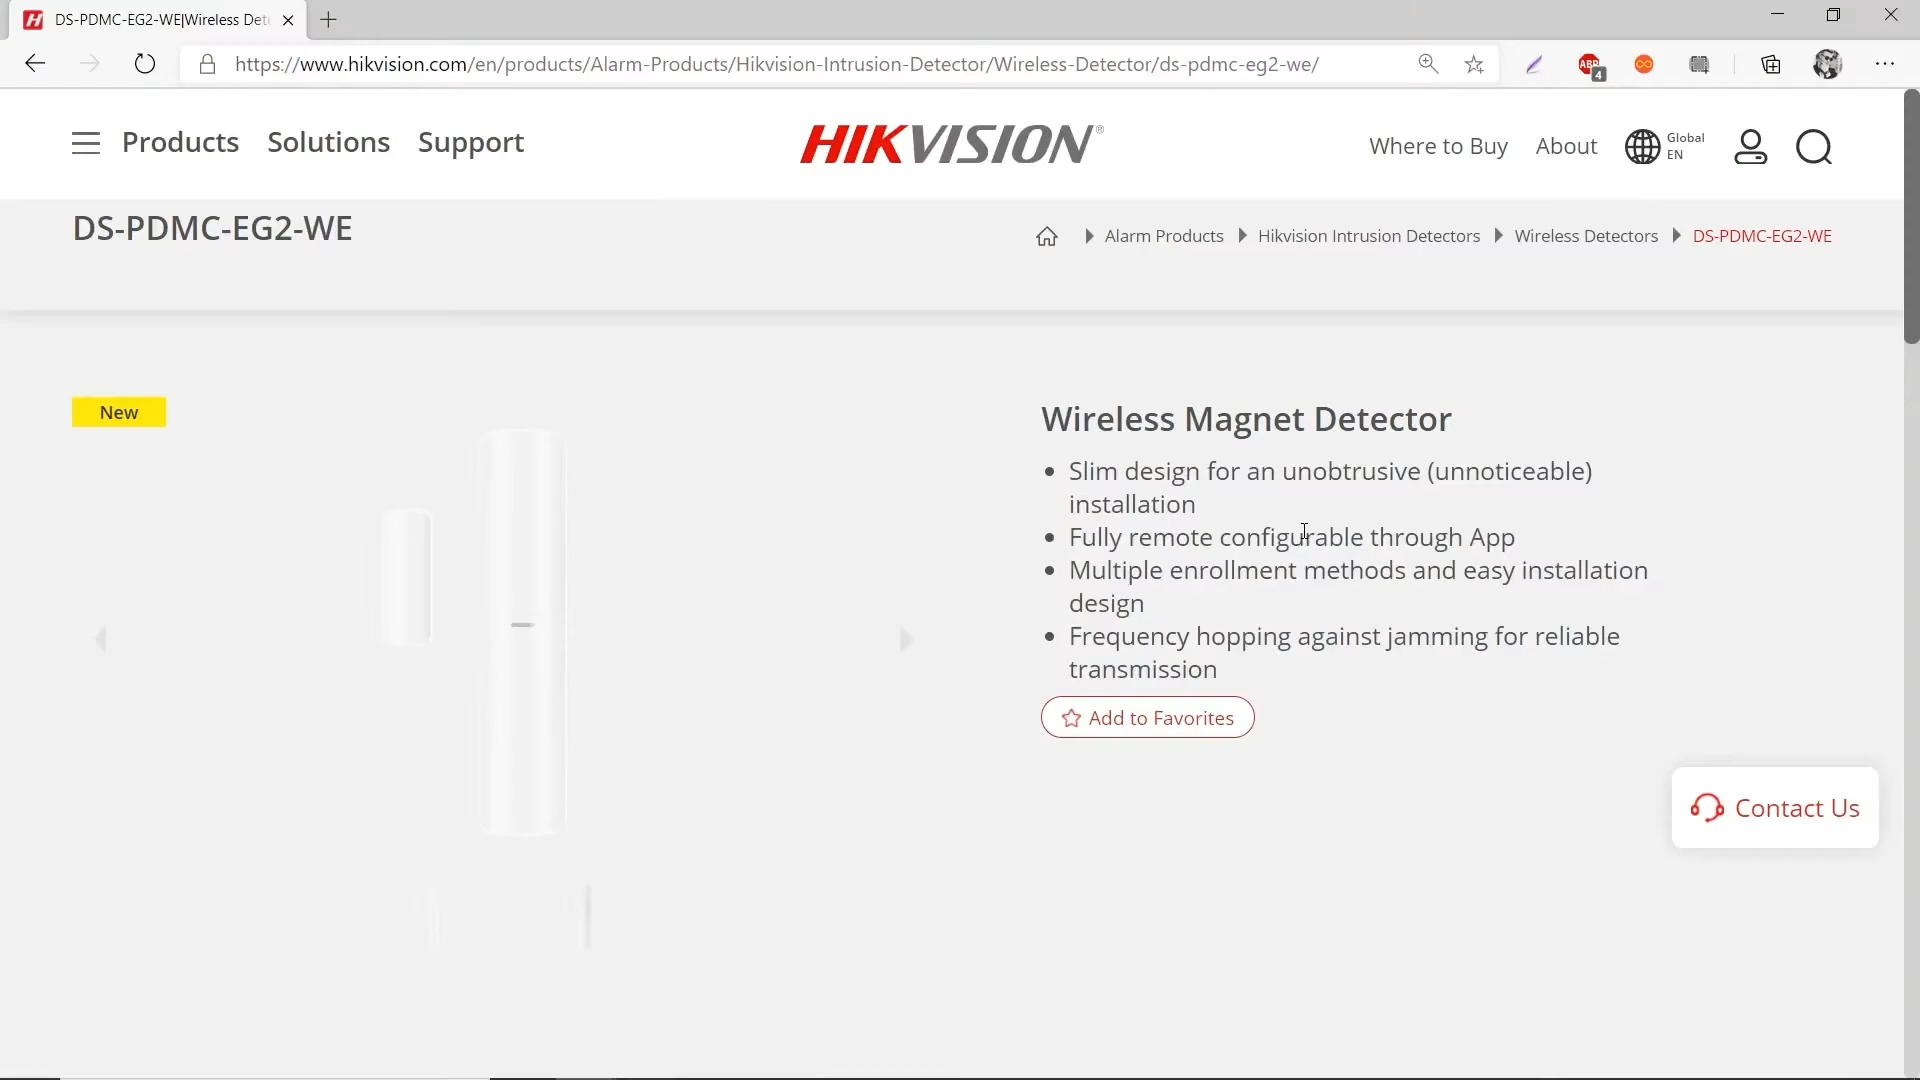 DS-PDMC-EG2-WE|Wireless Det
https://www.hikvision.com/en/products/Alarm-Products/Hikvision-Intrusion-Detector/Wireless-Detector/ds-pdmc-eg2-we/
ABP
4
Products Solutions Support
HIKVISION®
Where to Buy About Global
EN
DS-PDMC-EG2-WE
Alarm Products Hikvision Intrusion Detectors Wireless Detectors DS-PDMC-EG2-WE
New
Wireless Magnet Detector
Slim design for an unobtrusive (unnoticeable)
installation
Fully remote configurable through App
Multiple enrollment methods and easy installation
design
Frequency hopping against jamming for reliable
transmission
Add to Favorites
Contact Us